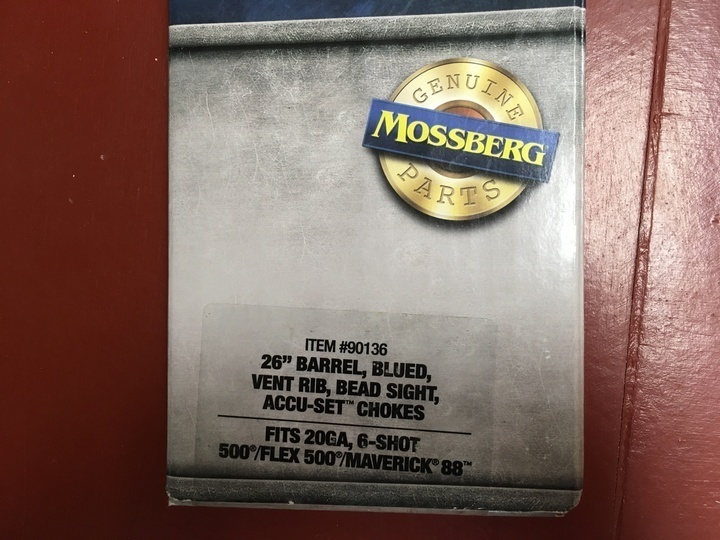 GENUINE
MOSSBERG®
PARTS
ITEM #90136
26” BARREL, BLUED,
VENT RIB, BEAD SIGHT,
ACCU-SET™ CHOKES
FITS 20GA, 6-SHOT
500®/FLEX 500®/MAVERICK® 88™